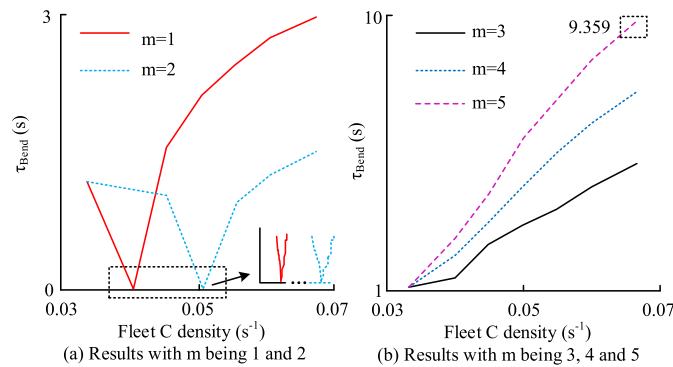 3
m=1
m=2
τBend (s)
0
0.03
0.05
0.07
Fleet C density (s⁻¹)
(a) Results with m being 1 and 2
10
9.359
m=3
m=4
m=5
τBend (s)
1
0.03
0.05
0.07
Fleet C density (s⁻¹)
(b) Results with m being 3, 4 and 5